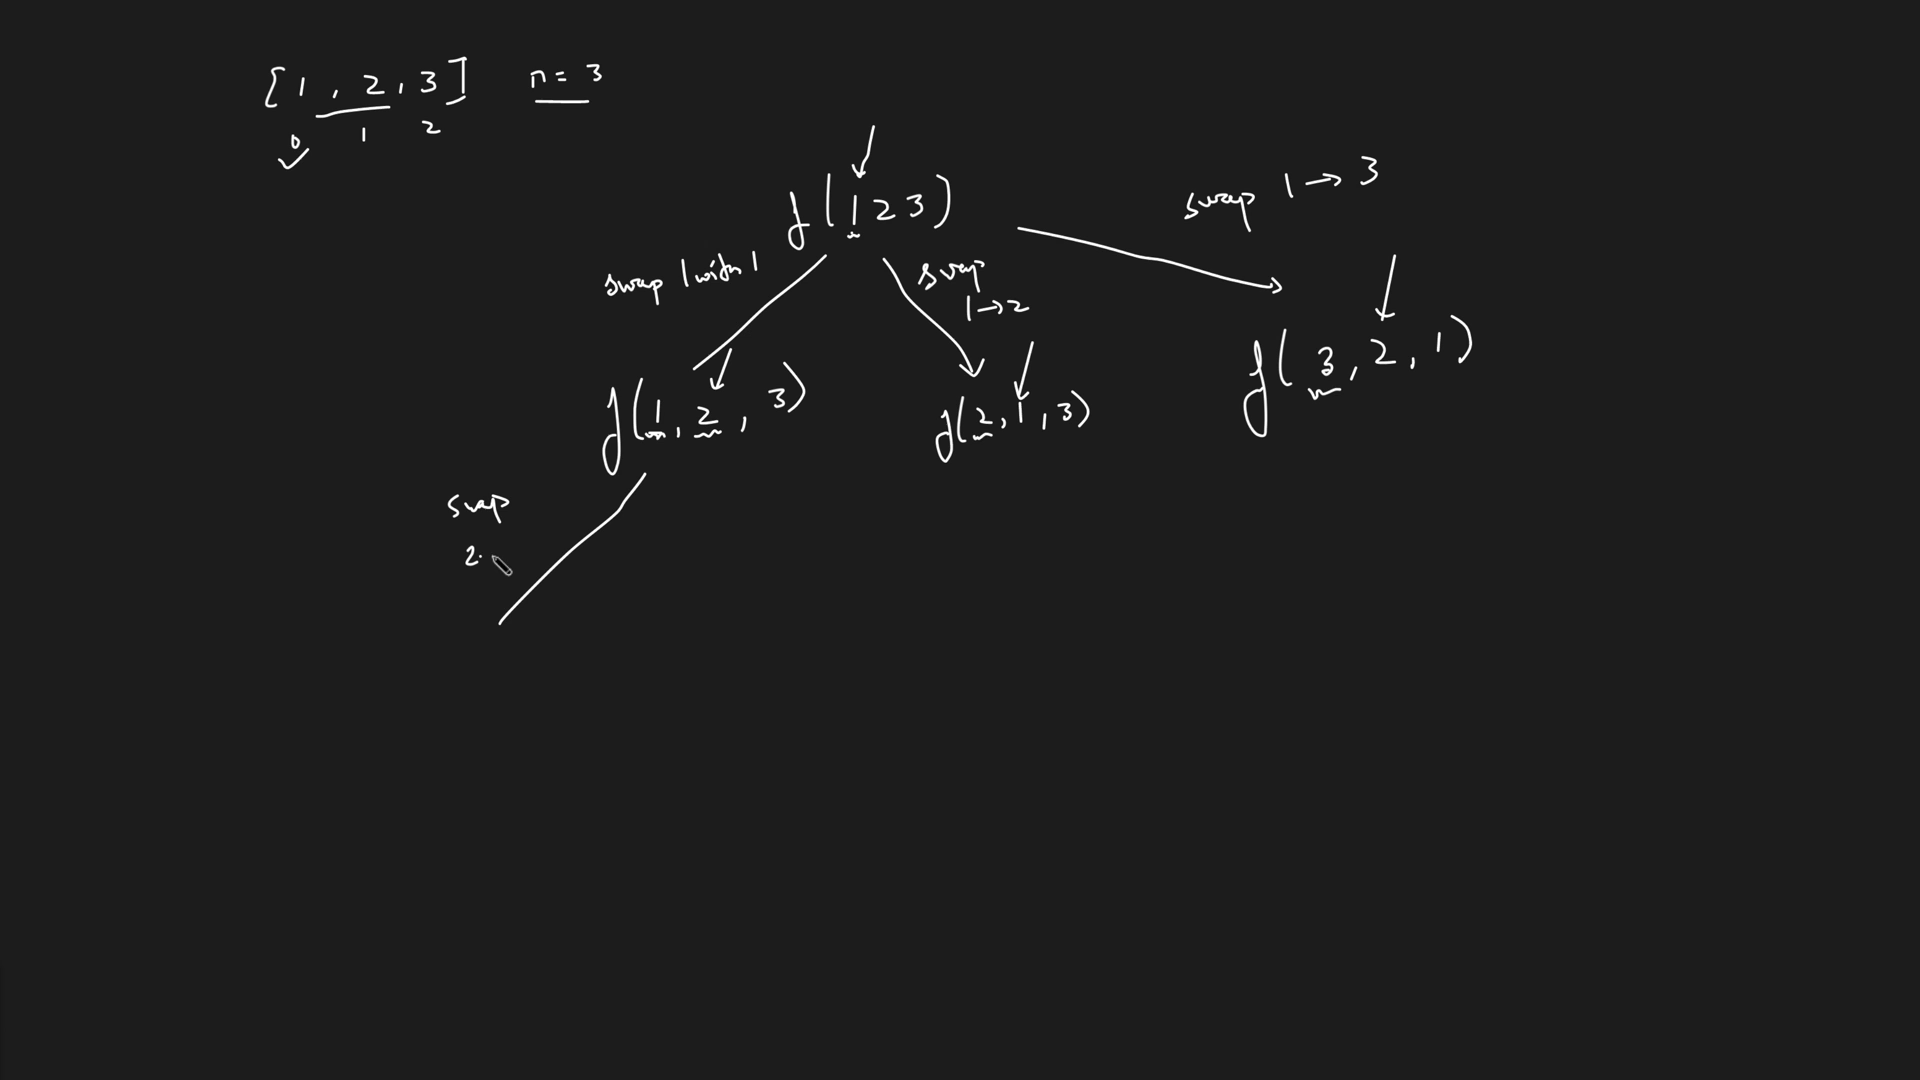 [1, 2, 3] n = 3
0 1 2
f(1 2 3)
swap 1 → 3
swap 1 with 1
swap
1 → 2
f(1, 2, 3)
f(2, 1, 3)
f(3, 2, 1)
swap
2